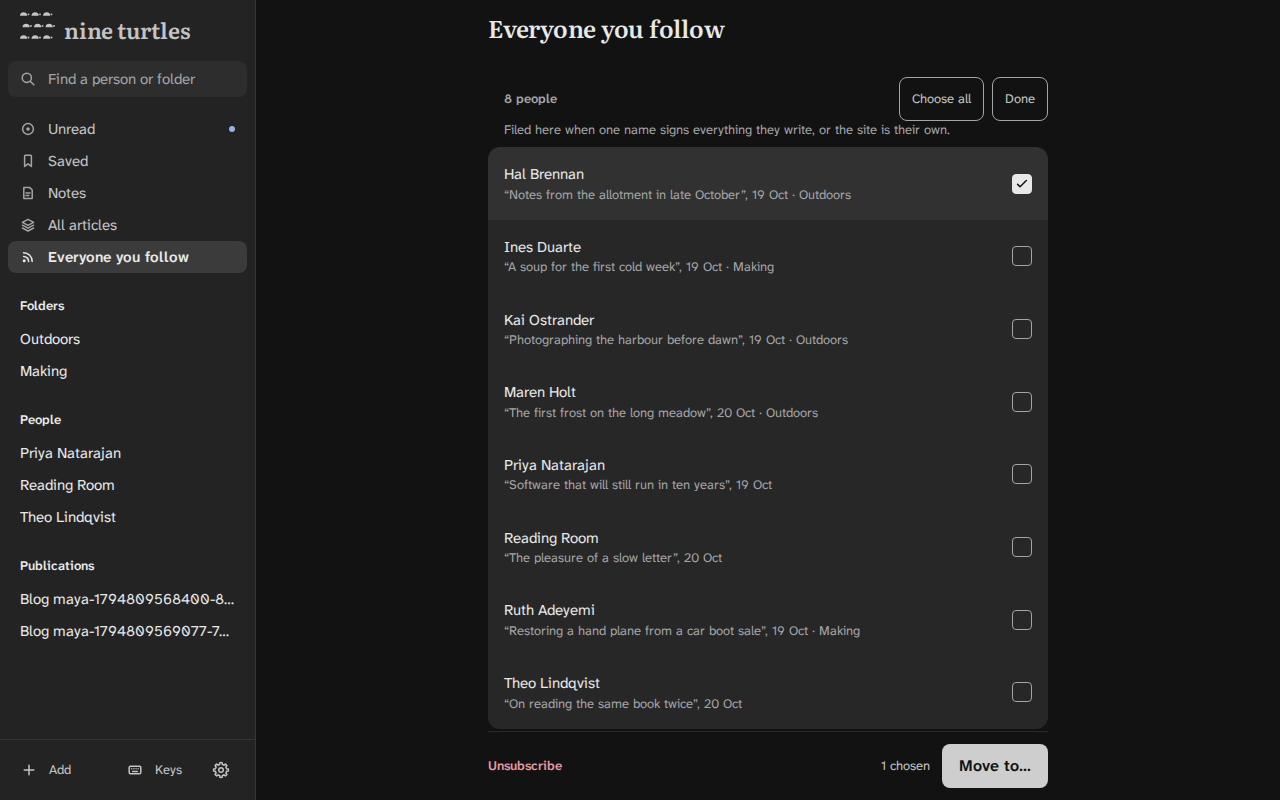 nine turtles
Find a person or folder
Unread
Saved
Notes
All articles
Everyone you follow
Folders
Outdoors
Making
People
Priya Natarajan
Reading Room
Theo Lindqvist
Publications
Blog maya-1794809568400-8...
Blog maya-1794809569077-7...
Add
Keys
Everyone you follow
8 people
Choose all
Done
Filed here when one name signs everything they write, or the site is their own.
Hal Brennan
“Notes from the allotment in late October”, 19 Oct · Outdoors
Ines Duarte
“A soup for the first cold week”, 19 Oct · Making
Kai Ostrander
“Photographing the harbour before dawn”, 19 Oct · Outdoors
Maren Holt
“The first frost on the long meadow”, 20 Oct · Outdoors
Priya Natarajan
“Software that will still run in ten years”, 19 Oct
Reading Room
“The pleasure of a slow letter”, 20 Oct
Ruth Adeyemi
“Restoring a hand plane from a car boot sale”, 19 Oct · Making
Theo Lindqvist
“On reading the same book twice”, 20 Oct
Unsubscribe
1 chosen
Move to...